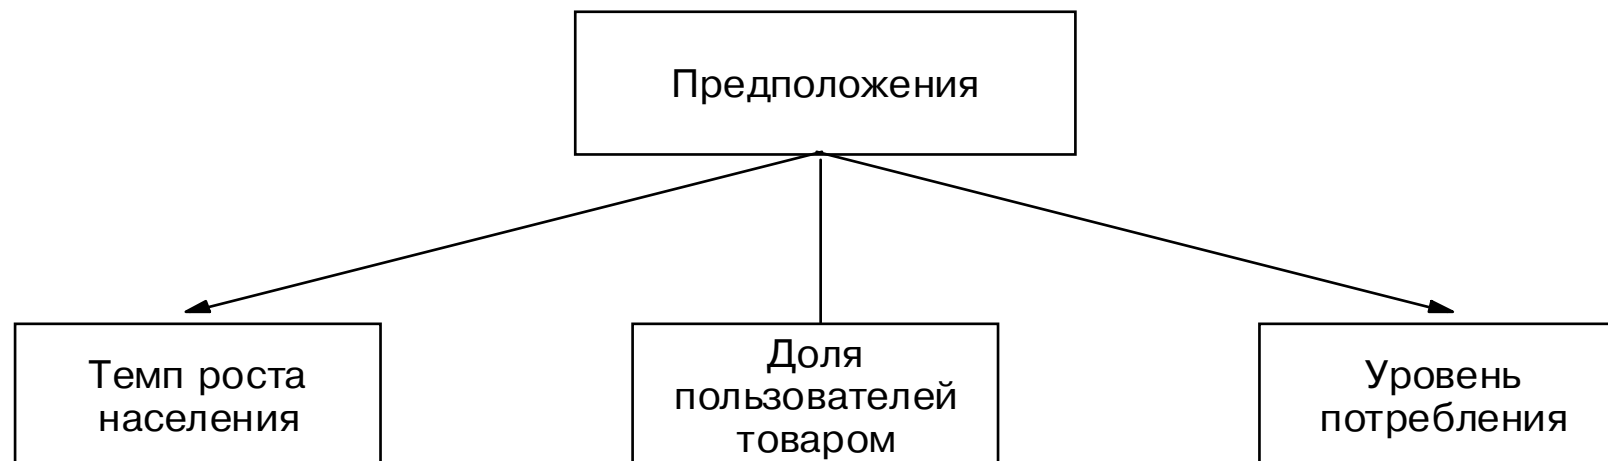 Предположения
Темп роста
населения
Доля
пользователей
товаром
Уровень
потребления